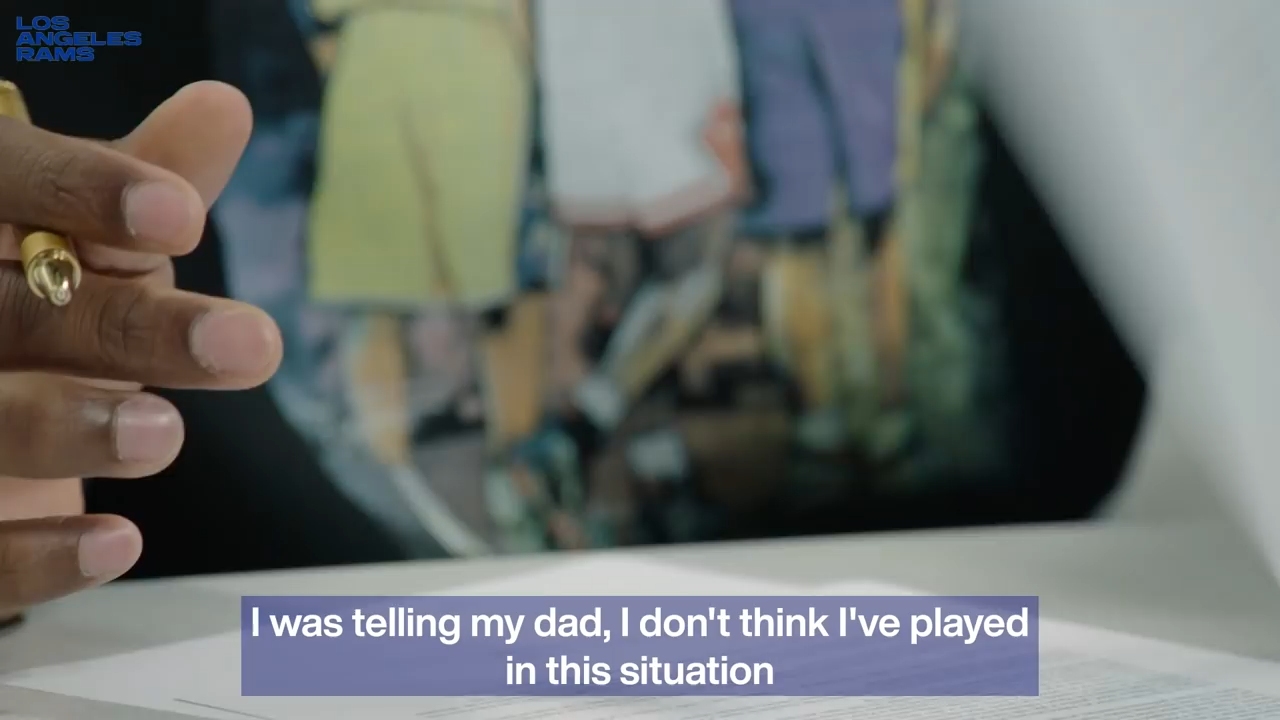 LOS
ANGELES
RAMS
I was telling my dad, I don't think I've played
in this situation